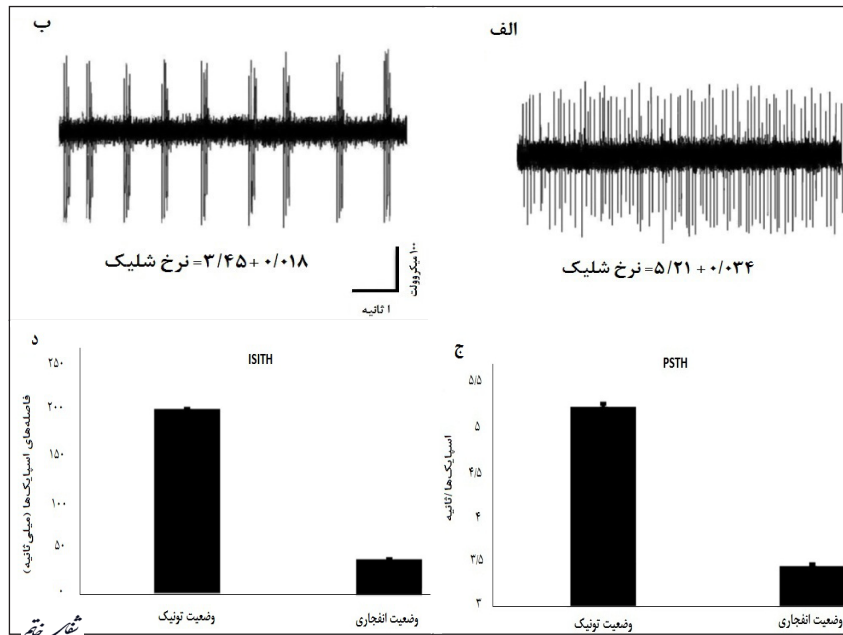 الف
نرخ شلیک =۵/۲۱ + ۰/۰۳۴
ب
نرخ شلیک =۳/۴۵ + ۰/۰۱۸
۱۰۰ میکروولت
۱ ثانیه
ج
PSTH
اسپایک‌ها/ثانیه
۵/۵
۵
۴/۵
۴
۳/۵
۳
وضعیت تونیک
وضعیت انفجاری
د
ISITH
فاصله‌های اسپایک‌ها (میلی ثانیه)
۲۵۰
۲۰۰
۱۵۰
۱۰۰
۵۰
۰
وضعیت تونیک
وضعیت انفجاری
شفای خاتم